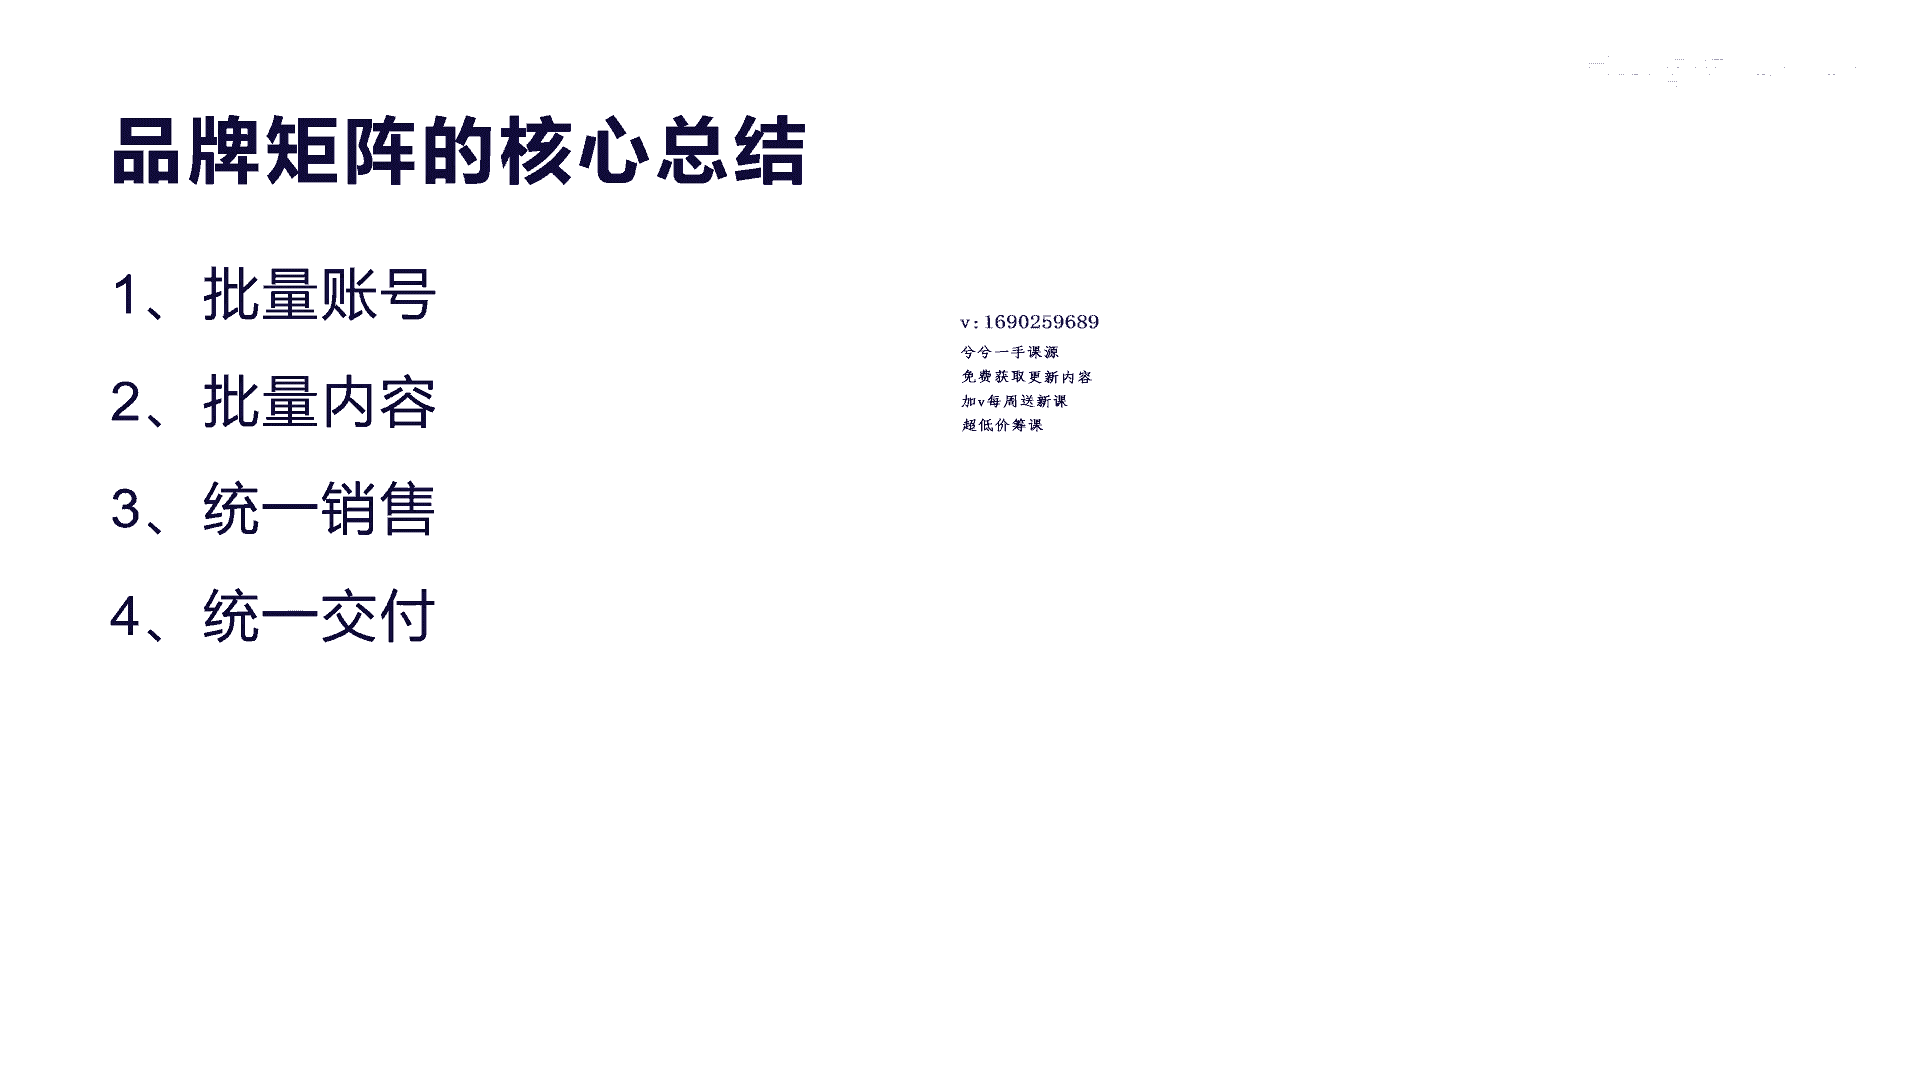 品牌矩阵的核心总结
1、批量账号
2、批量内容
3、统一销售
4、统一交付
v:1690259689
兮兮一手课源
免费获取更新内容
加v每周送新课
超低价筹课